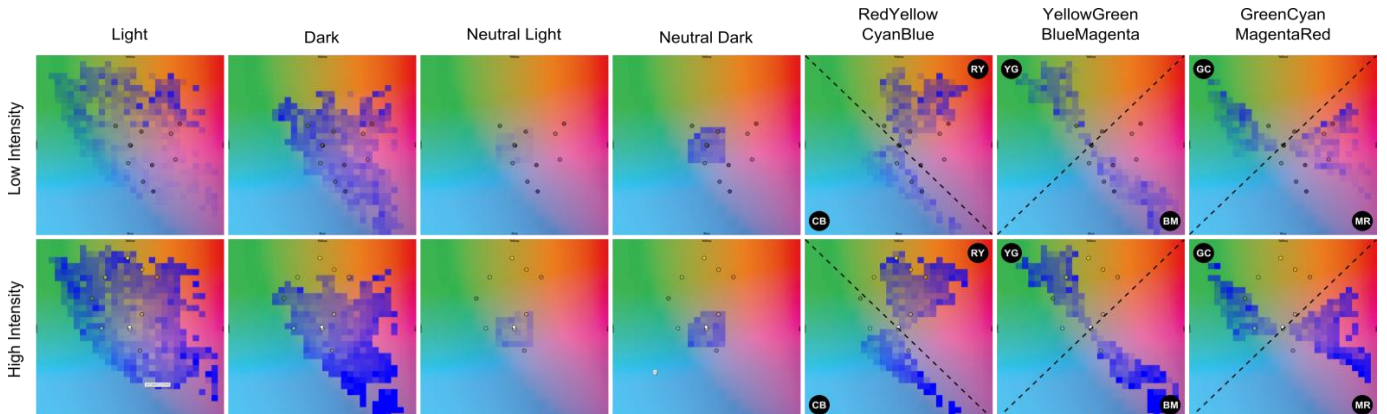 Light
Dark
Neutral Light
Neutral Dark
RedYellow
CyanBlue
YellowGreen
BlueMagenta
GreenCyan
MagentaRed
Low Intensity
RY
CB
YG
BM
GC
MR
High Intensity
RY
CB
YG
BM
GC
MR